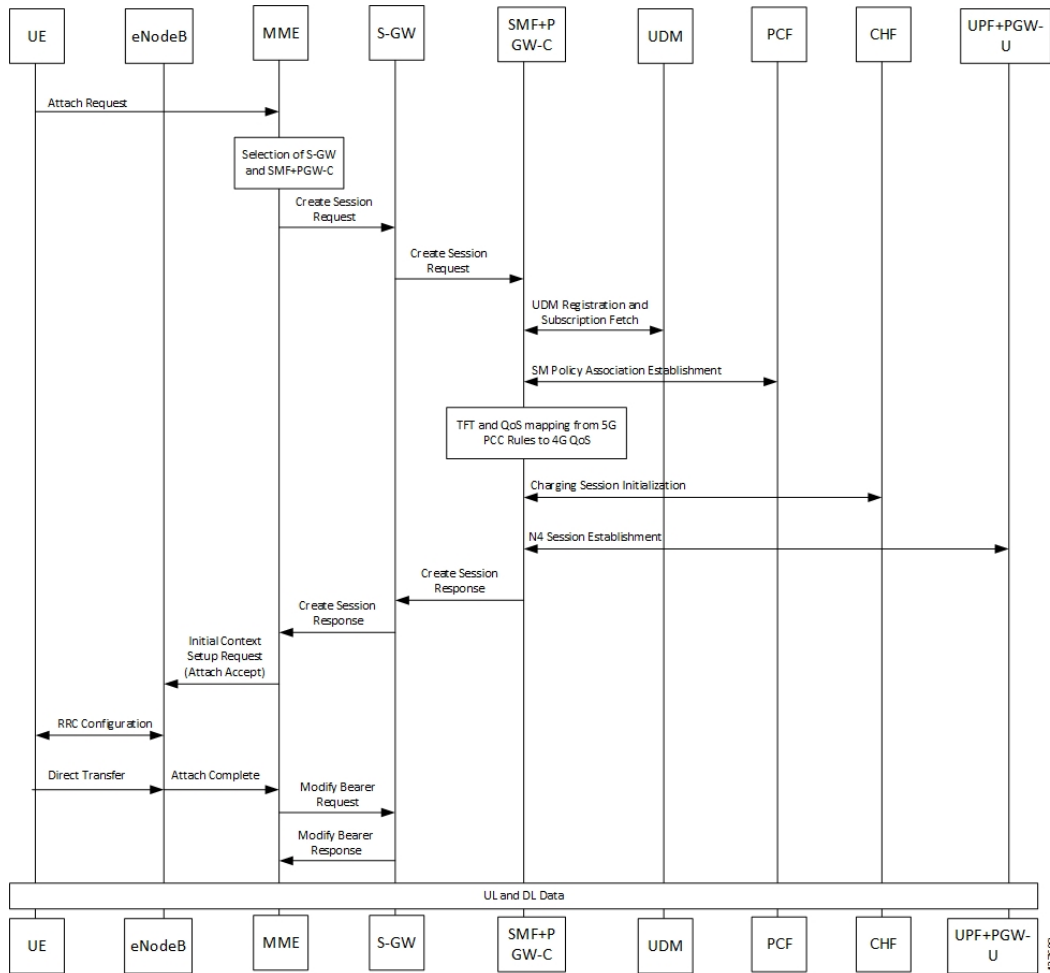 UE
eNodeB
MME
S-GW
SMF+P
GW-C
UDM
PCF
CHF
UPF+PGW-
U
Attach Request
Selection of S-GW
and SMF+PGW-C
Create Session
Request
Create Session
Request
UDM Registration and
Subscription Fetch
SM Policy Association Establishment
TFT and QoS mapping from 5G
PCC Rules to 4G QoS
Charging Session Initialization
N4 Session Establishment
Create Session
Response
Create Session
Response
Initial Context
Setup Request
(Attach Accept)
RRC Configuration
Direct Transfer
Attach Complete
Modify Bearer
Request
Modify Bearer
Response
UL and DL Data
UE
eNodeB
MME
S-GW
SMF+P
GW-C
UDM
PCF
CHF
UPF+PGW-
U